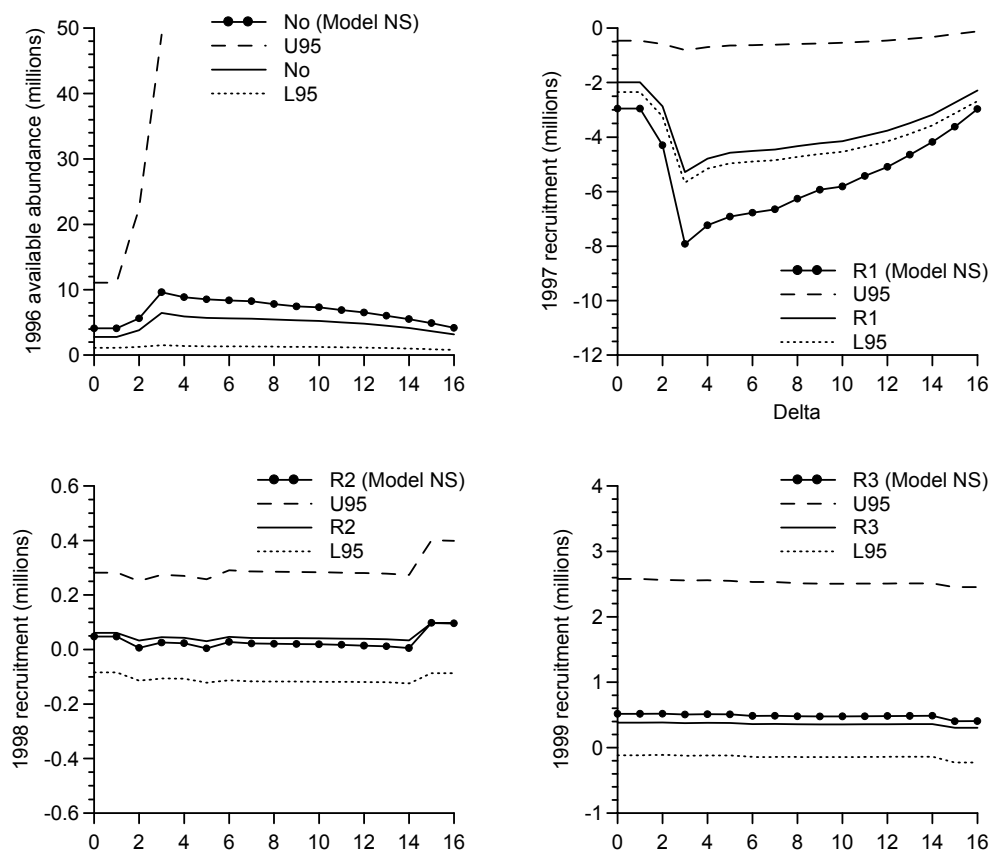 No (Model NS)
U95
No
L95
1996 available abundance (millions)
50
40
30
20
10
0
0 2 4 6 8 10 12 14 16
R1 (Model NS)
U95
R1
L95
1997 recruitment (millions)
-0
-2
-4
-6
-8
-10
-12
0 2 4 6 8 10 12 14 16
Delta
R2 (Model NS)
U95
R2
L95
1998 recruitment (millions)
0.6
0.4
0.2
0.0
-0.2
-0.4
-0.6
0 2 4 6 8 10 12 14 16
R3 (Model NS)
U95
R3
L95
1999 recruitment (millions)
4
3
2
1
0
-1
0 2 4 6 8 10 12 14 16